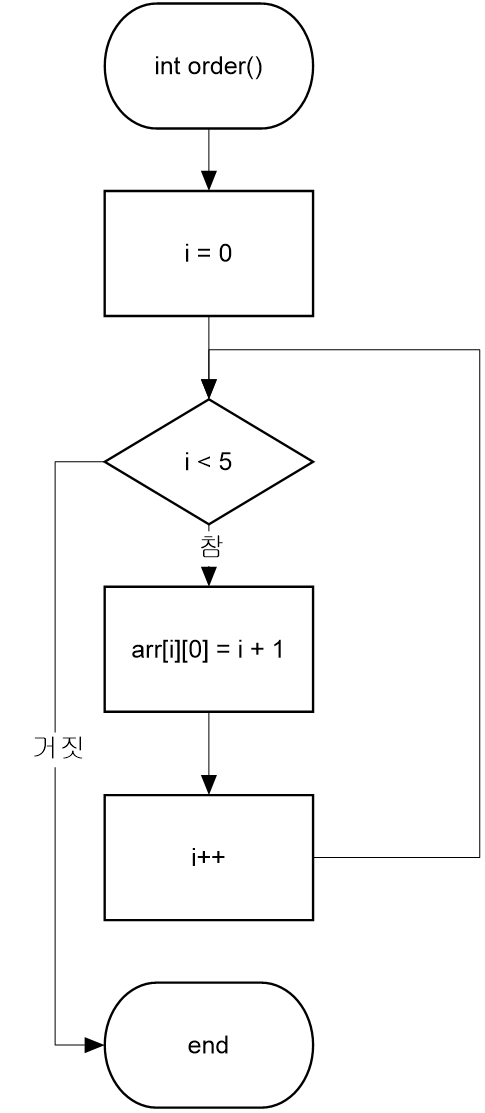 int order()
i = 0
i < 5
참
arr[i][0] = i + 1
거짓
i++
end